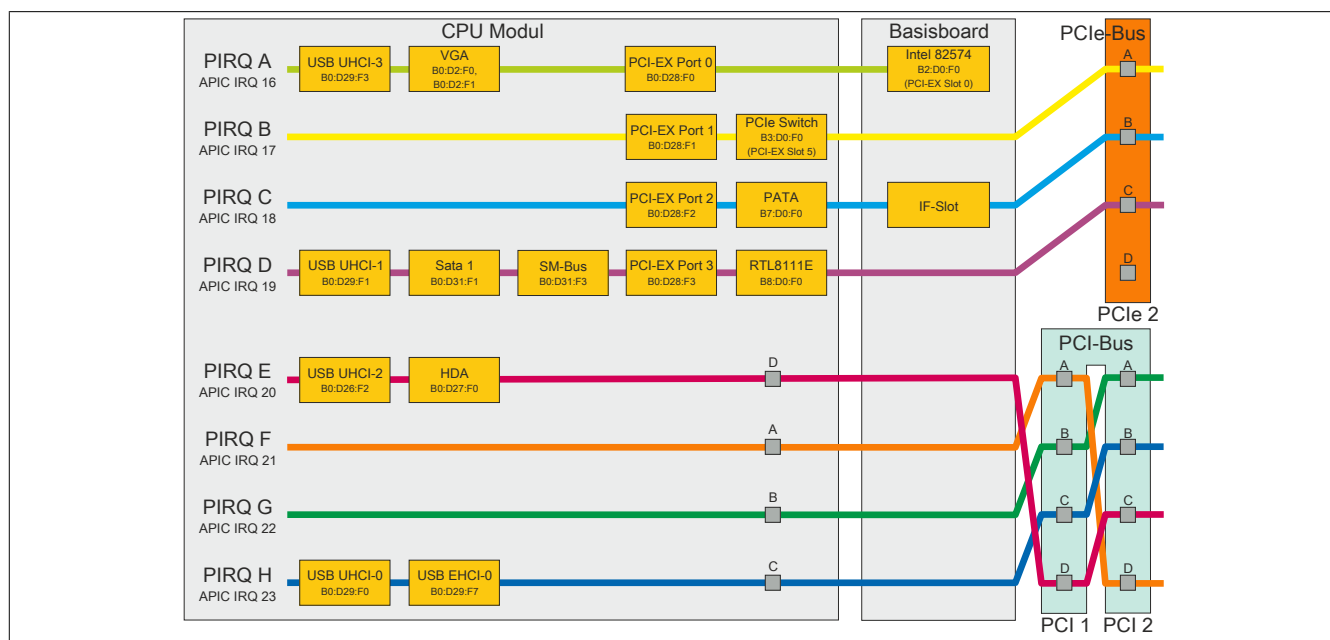 CPU Modul
Basisboard
PCIe-Bus
PIRQ A
APIC IRQ 16
USB UHCI-3
B0:D29:F3
VGA
B0:D2:F0,
B0:D2:F1
PCI-EX Port 0
B0:D28:F0
Intel 82574
B2:D0:F0
(PCI-EX Slot 0)
A
PIRQ B
APIC IRQ 17
PCI-EX Port 1
B0:D28:F1
PCIe Switch
B3:D0:F0
(PCI-EX Slot 5)
B
PIRQ C
APIC IRQ 18
PCI-EX Port 2
B0:D28:F2
PATA
B7:D0:F0
IF-Slot
C
PIRQ D
APIC IRQ 19
USB UHCI-1
B0:D29:F1
Sata 1
B0:D31:F1
SM-Bus
B0:D31:F3
PCI-EX Port 3
B0:D28:F3
RTL8111E
B8:D0:F0
D
PCIe 2
PCI-Bus
PIRQ E
APIC IRQ 20
USB UHCI-2
B0:D26:F2
HDA
B0:D27:F0
D
A
A
PIRQ F
APIC IRQ 21
A
B
B
PIRQ G
APIC IRQ 22
B
C
C
PIRQ H
APIC IRQ 23
USB UHCI-0
B0:D29:F0
USB EHCI-0
B0:D29:F7
C
D
D
PCI 1
PCI 2